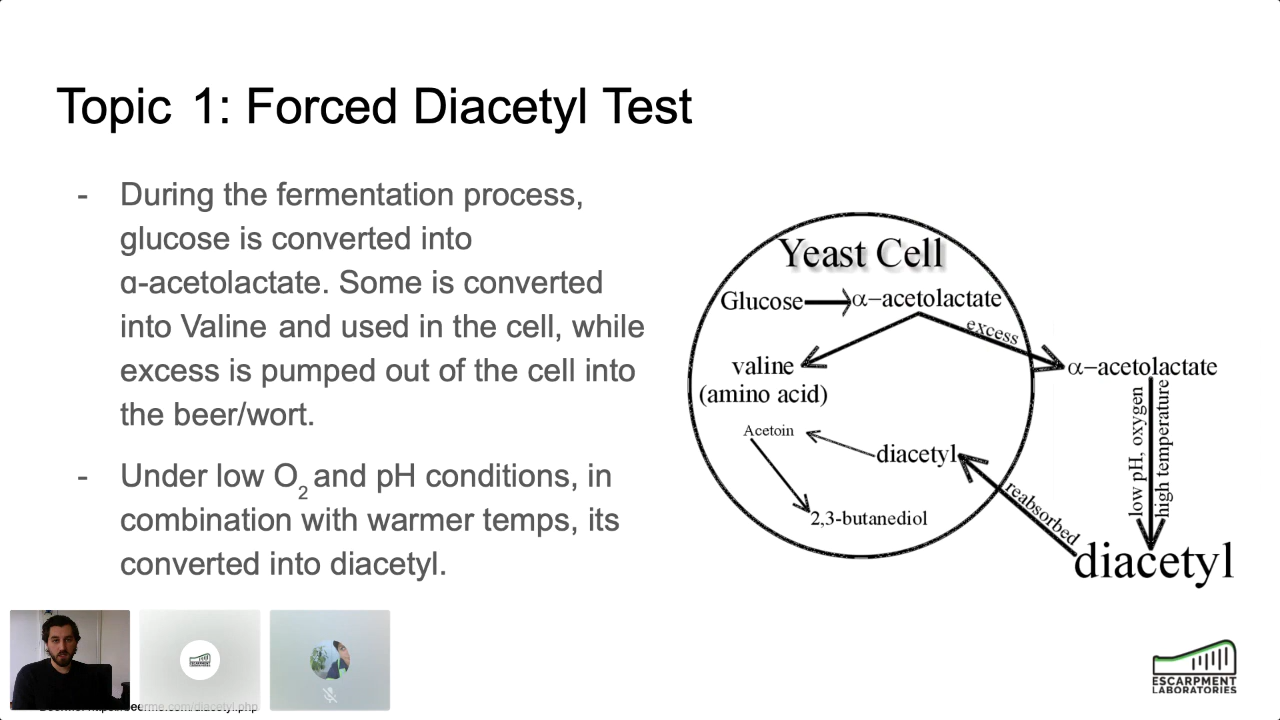 Topic 1: Forced Diacetyl Test
- During the fermentation process,
glucose is converted into
α-acetolactate. Some is converted
into Valine and used in the cell, while
excess is pumped out of the cell into
the beer/wort.
- Under low O2 and pH conditions, in
combination with warmer temps, its
converted into diacetyl.
Yeast Cell
Glucose
α–acetolactate
excess
valine
(amino acid)
α–acetolactate
Acetoin
diacetyl
2,3-butanediol
reabsorbed
low pH, oxygen
high temperature
diacetyl
ESCARPMENT
LABORATORIES
ESCARPMENT
LABORATORIES